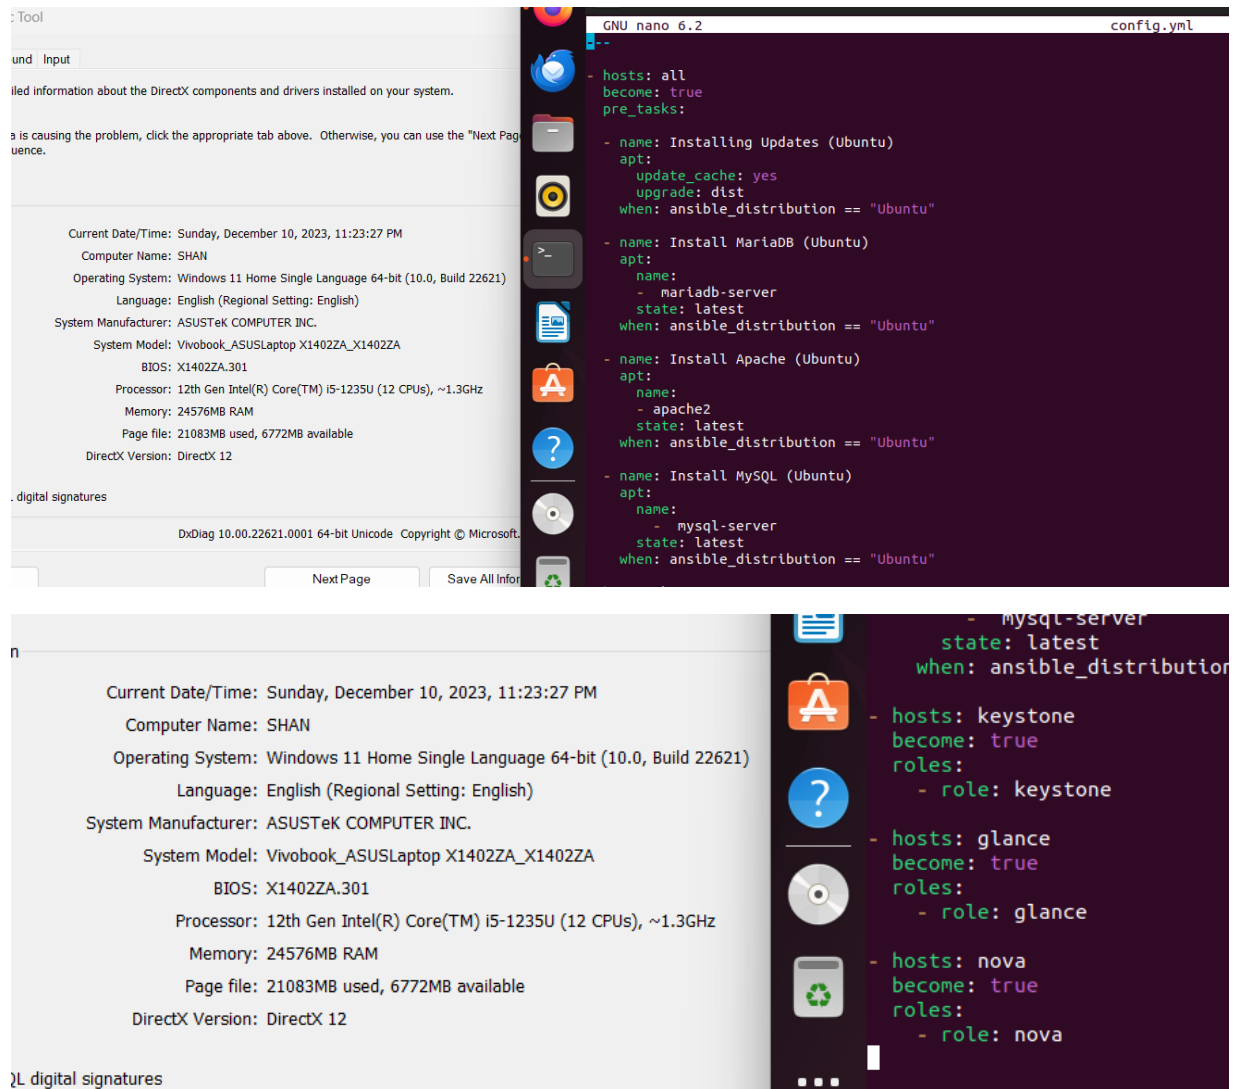 c Tool
und Input
iled information about the DirectX components and drivers installed on your system.
a is causing the problem, click the appropriate tab above. Otherwise, you can use the "Next Pag
uence.
Current Date/Time: Sunday, December 10, 2023, 11:23:27 PM
Computer Name: SHAN
Operating System: Windows 11 Home Single Language 64-bit (10.0, Build 22621)
Language: English (Regional Setting: English)
System Manufacturer: ASUSTeK COMPUTER INC.
System Model: Vivobook_ASUSLaptop X1402ZA_X1402ZA
BIOS: X1402ZA.301
Processor: 12th Gen Intel(R) Core(TM) i5-1235U (12 CPUs), ~1.3GHz
Memory: 24576MB RAM
Page file: 21083MB used, 6772MB available
DirectX Version: DirectX 12
L digital signatures
DxDiag 10.00.22621.0001 64-bit Unicode Copyright © Microsoft.
Next Page Save All Infor
GNU nano 6.2 config.yml
---
- hosts: all
become: true
pre_tasks:
- name: Installing Updates (Ubuntu)
apt:
update_cache: yes
upgrade: dist
when: ansible_distribution == "Ubuntu"
- name: Install MariaDB (Ubuntu)
apt:
name:
- mariadb-server
state: latest
when: ansible_distribution == "Ubuntu"
- name: Install Apache (Ubuntu)
apt:
name:
- apache2
state: latest
when: ansible_distribution == "Ubuntu"
- name: Install MySQL (Ubuntu)
apt:
name:
- mysql-server
state: latest
when: ansible_distribution == "Ubuntu"
n
Current Date/Time: Sunday, December 10, 2023, 11:23:27 PM
Computer Name: SHAN
Operating System: Windows 11 Home Single Language 64-bit (10.0, Build 22621)
Language: English (Regional Setting: English)
System Manufacturer: ASUSTeK COMPUTER INC.
System Model: Vivobook_ASUSLaptop X1402ZA_X1402ZA
BIOS: X1402ZA.301
Processor: 12th Gen Intel(R) Core(TM) i5-1235U (12 CPUs), ~1.3GHz
Memory: 24576MB RAM
Page file: 21083MB used, 6772MB available
DirectX Version: DirectX 12
QL digital signatures
- mysql-server
state: latest
when: ansible_distribution
- hosts: keystone
become: true
roles:
- role: keystone
- hosts: glance
become: true
roles:
- role: glance
- hosts: nova
become: true
roles:
- role: nova